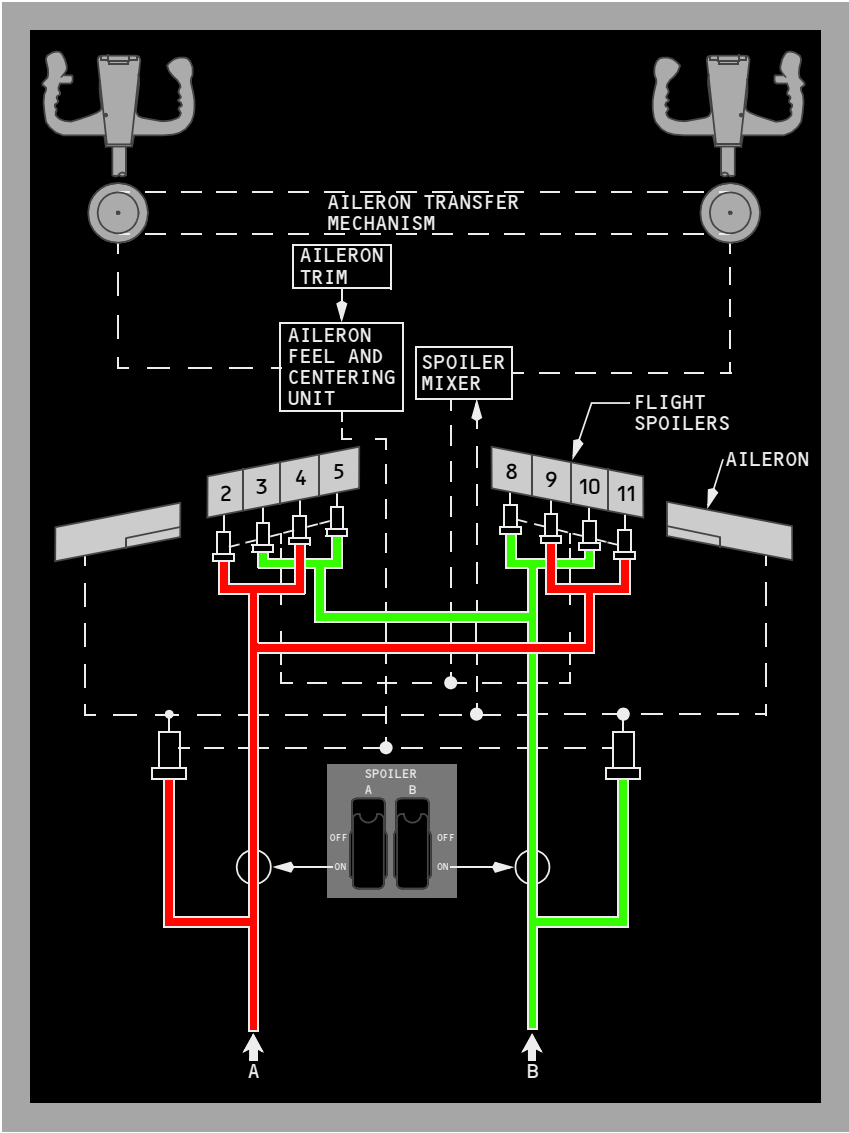 AILERON TRANSFER
MECHANISM
AILERON
TRIM
AILERON
FEEL AND
CENTERING
UNIT
SPOILER
MIXER
FLIGHT
SPOILERS
AILERON
2 3 4 5
8 9 10 11
SPOILER
A B
OFF OFF
ON ON
A B